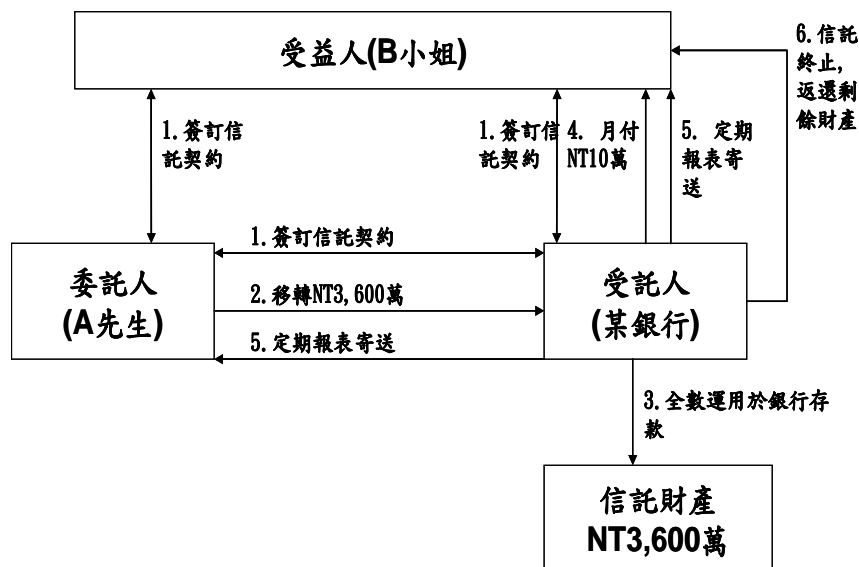 受益人(B小姐)
6.信託
終止,
返還剩
餘財產
1.簽訂信
託契約
1.簽訂信
託契約
4. 月付
NT10萬
5. 定期
報表寄
送
1.簽訂信託契約
委託人
(A先生)
2.移轉NT3,600萬
受託人
(某銀行)
5.定期報表寄送
3.全數運用於銀行存
款
信託財產
NT3,600萬